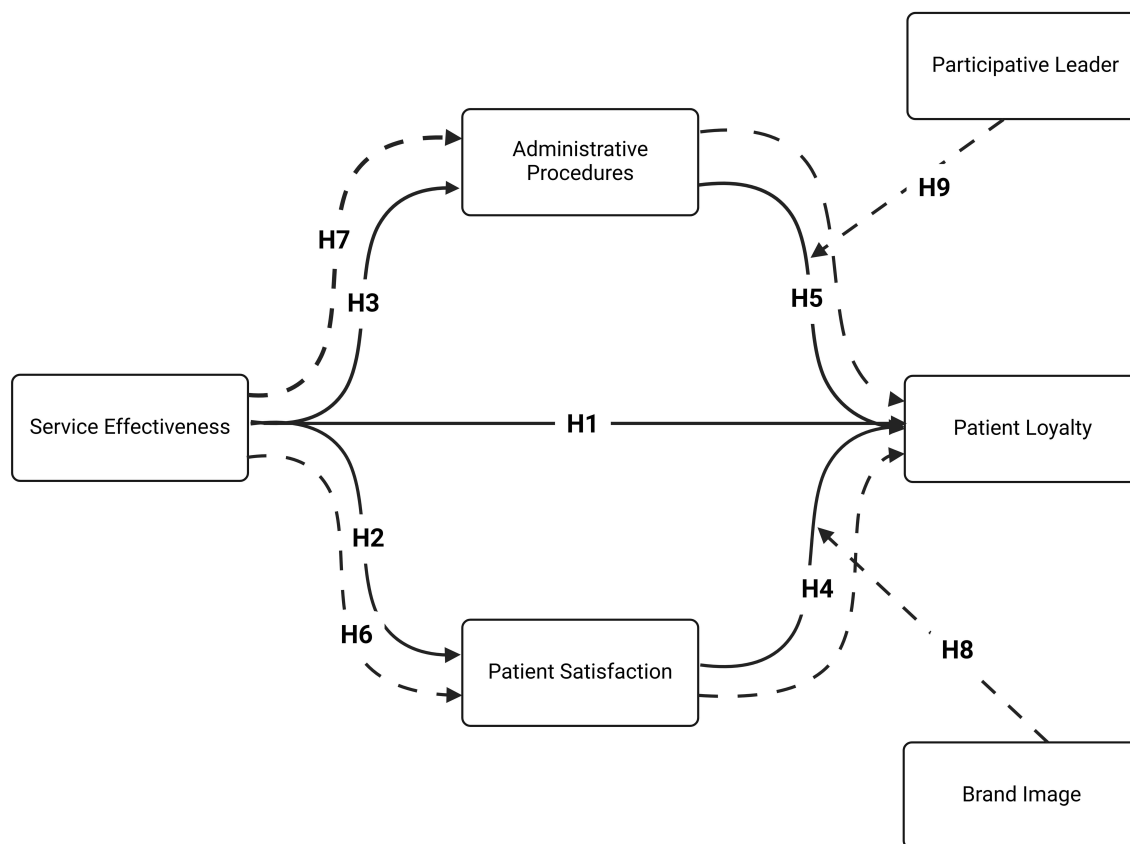 Participative Leader
Administrative
Procedures
H9
H7
H3
H5
Service Effectiveness
H1
Patient Loyalty
H2
H4
H6
H8
Patient Satisfaction
Brand Image